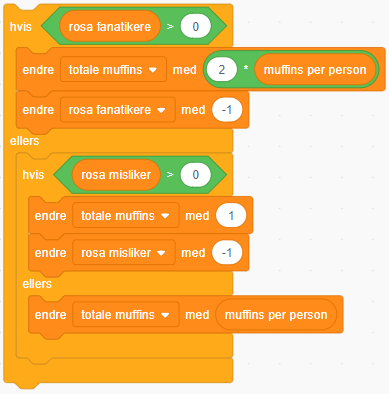 hvis rosa fanatikere > 0
endre totale muffins med 2 * muffins per person
endre rosa fanatikere med -1
ellers
hvis rosa misliker > 0
endre totale muffins med 1
endre rosa misliker med -1
ellers
endre totale muffins med muffins per person